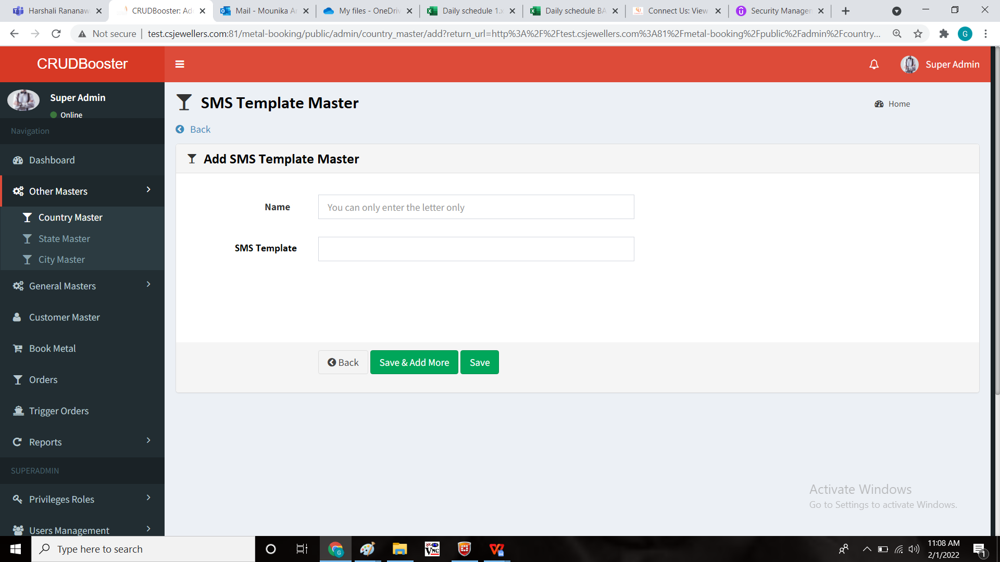 Harshali Rananaw
CRUDBooster: Ad
Mail - Mounika A
My files - OneDriv
Daily schedule 1.x
Daily schedule BA
Connect Us: View
Security Managem
Not secure
test.csjewellers.com:81/metal-booking/public/admin/country_master/add?return_url=http%3A%2F%2Ftest.csjewellers.com%3A81%2Fmetal-booking%2Fpublic%2Fadmin%2Fcountry...
G
CRUDBooster
Super Admin
Super Admin
Online
SMS Template Master
Home
Navigation
Back
Dashboard
Add SMS Template Master
Other Masters
Name
You can only enter the letter only
Country Master
State Master
SMS Template
City Master
General Masters
Customer Master
Book Metal
Back
Save & Add More
Save
Orders
Trigger Orders
Reports
SUPERADMIN
Privileges Roles
Users Management
Activate Windows
Go to Settings to activate Windows.
Type here to search
11:08 AM
2/1/2022
1